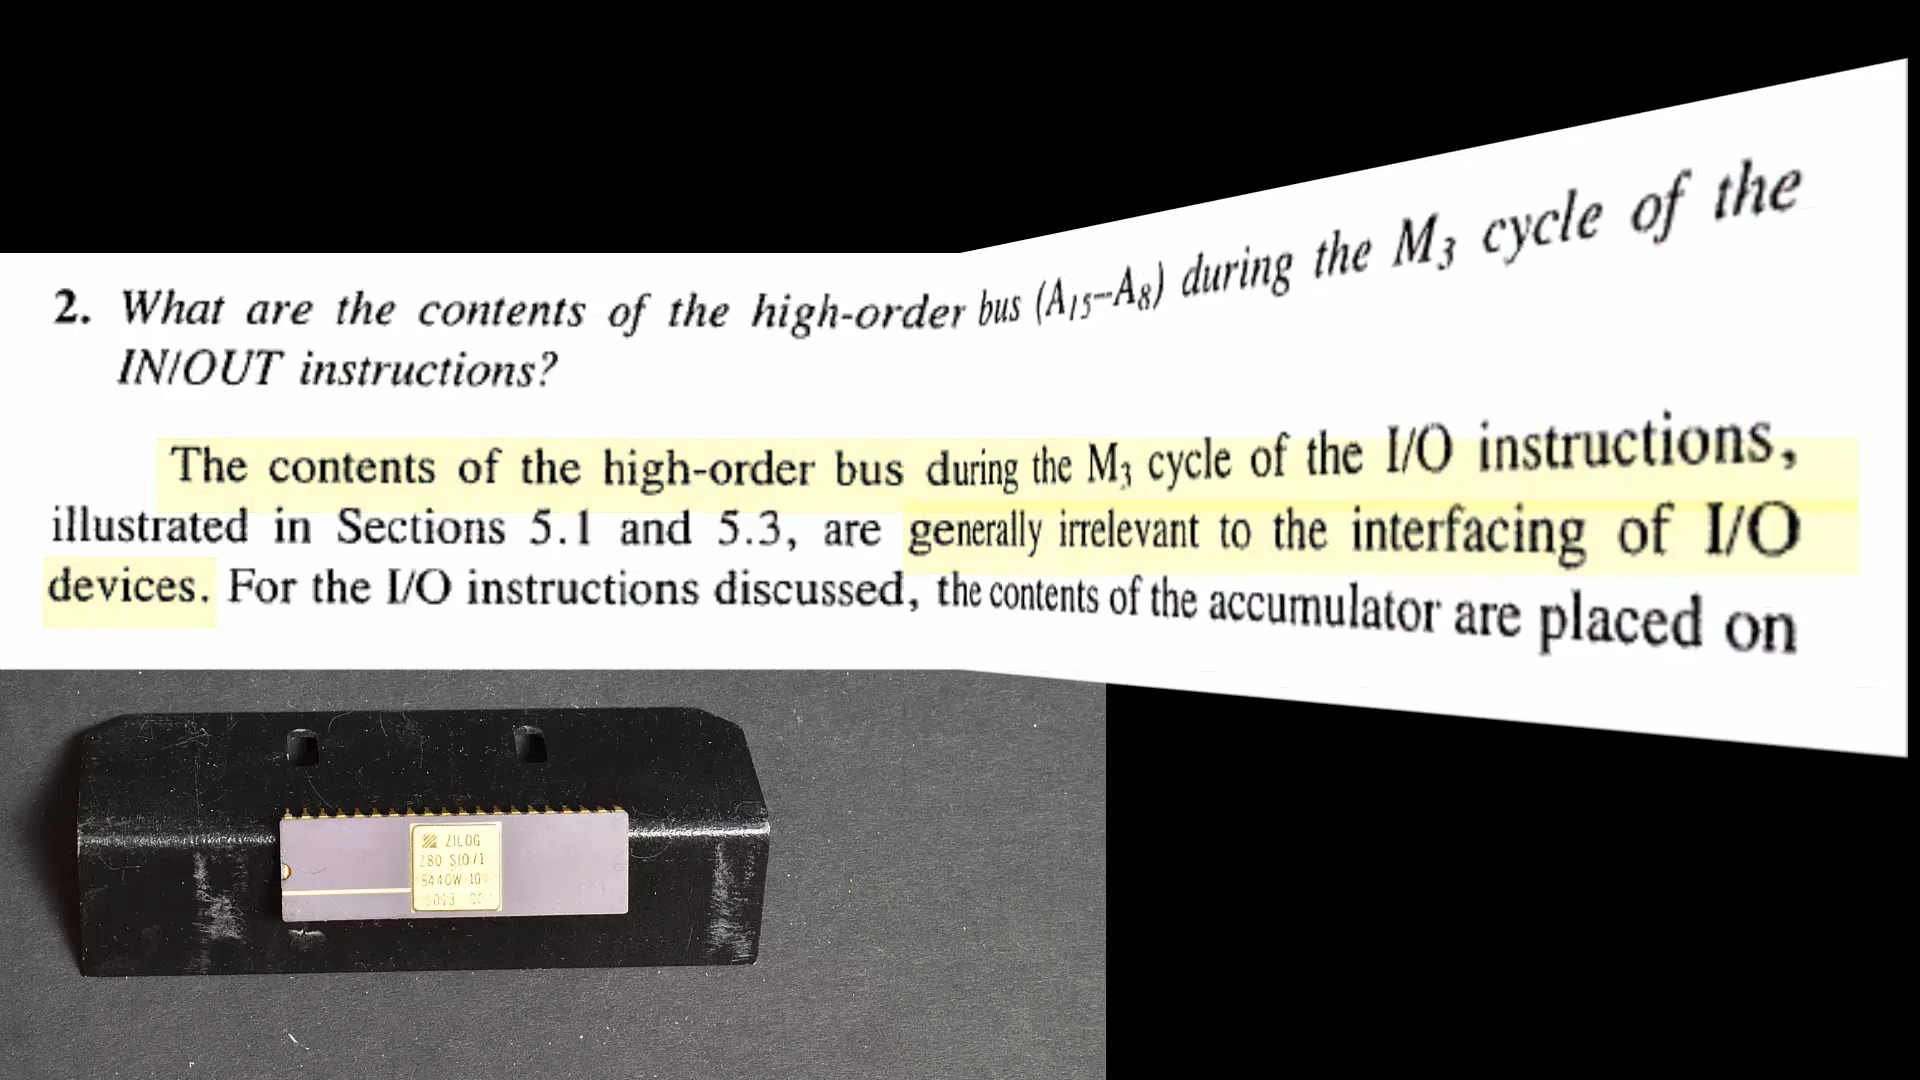 2. What are the contents of the high-order bus (A15–A8) during the M3 cycle of the
IN/OUT instructions?
The contents of the high-order bus during the M3 cycle of the I/O instructions,
illustrated in Sections 5.1 and 5.3, are generally irrelevant to the interfacing of I/O
devices. For the I/O instructions discussed, the contents of the accumulator are placed on
ZILOG
Z80 SIO/1